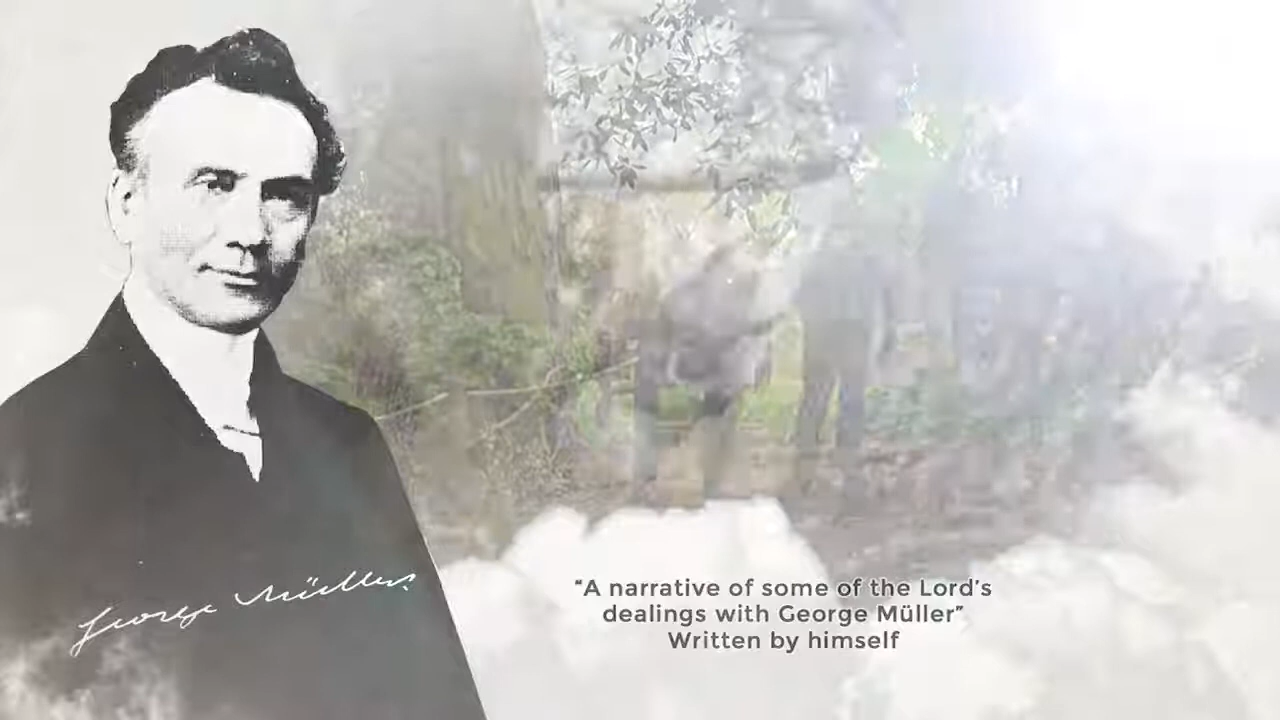 George Müller.
“A narrative of some of the Lord’s
dealings with George Müller”
Written by himself